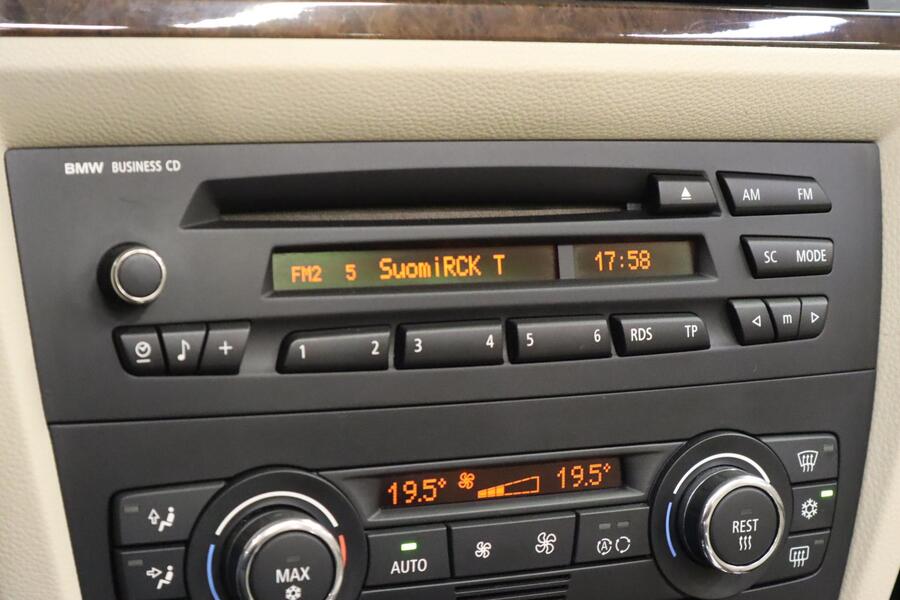 BMW BUSINESS CD
AM FM
FM2 5 SuomiRCK T 17:58
SC MODE
1 2 3 4 5 6 RDS TP m
19.5° 19.5°
MAX
AUTO
A
REST